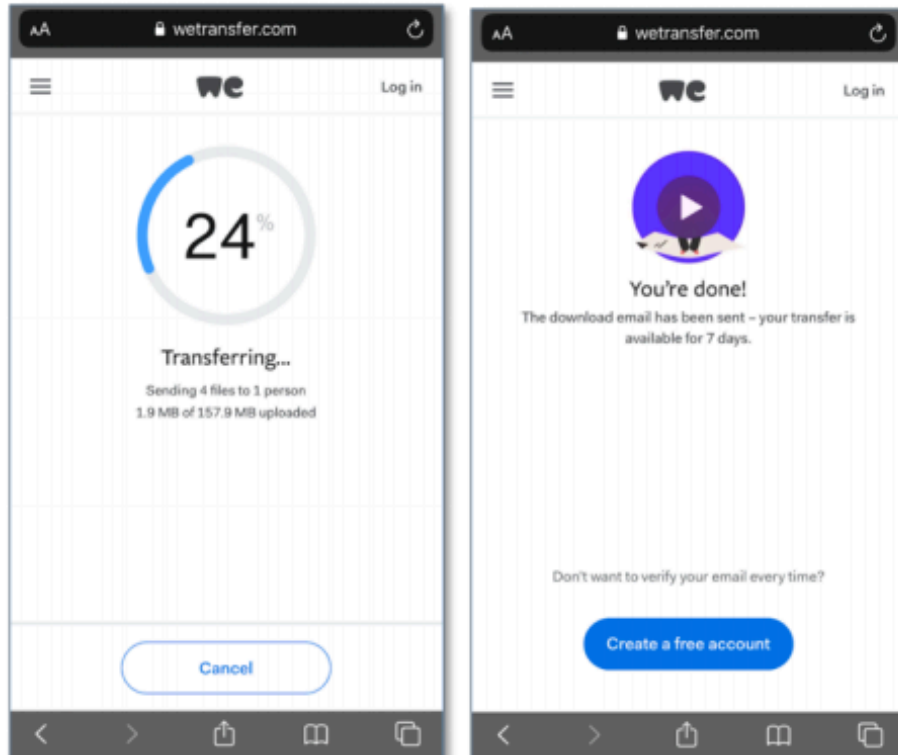 AA wetransfer.com
we Log in
24%
Transferring...
Sending 4 files to 1 person
1.9 MB of 157.9 MB uploaded
Cancel
AA wetransfer.com
we Log in
You're done!
The download email has been sent – your transfer is
available for 7 days.
Don't want to verify your email every time?
Create a free account